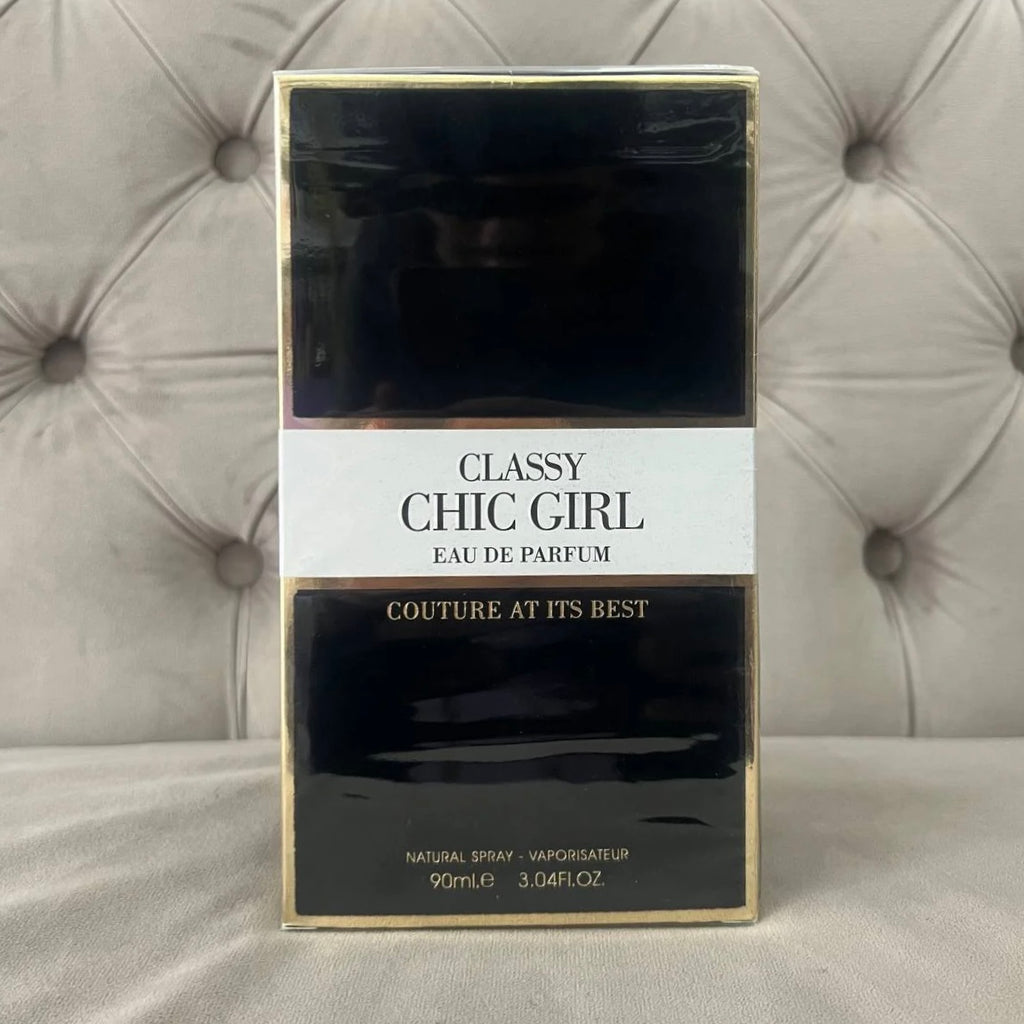 CLASSY
CHIC GIRL
EAU DE PARFUM
COUTURE AT ITS BEST
NATURAL SPRAY - VAPORISATEUR
90ml.e 3.04Fl.OZ.